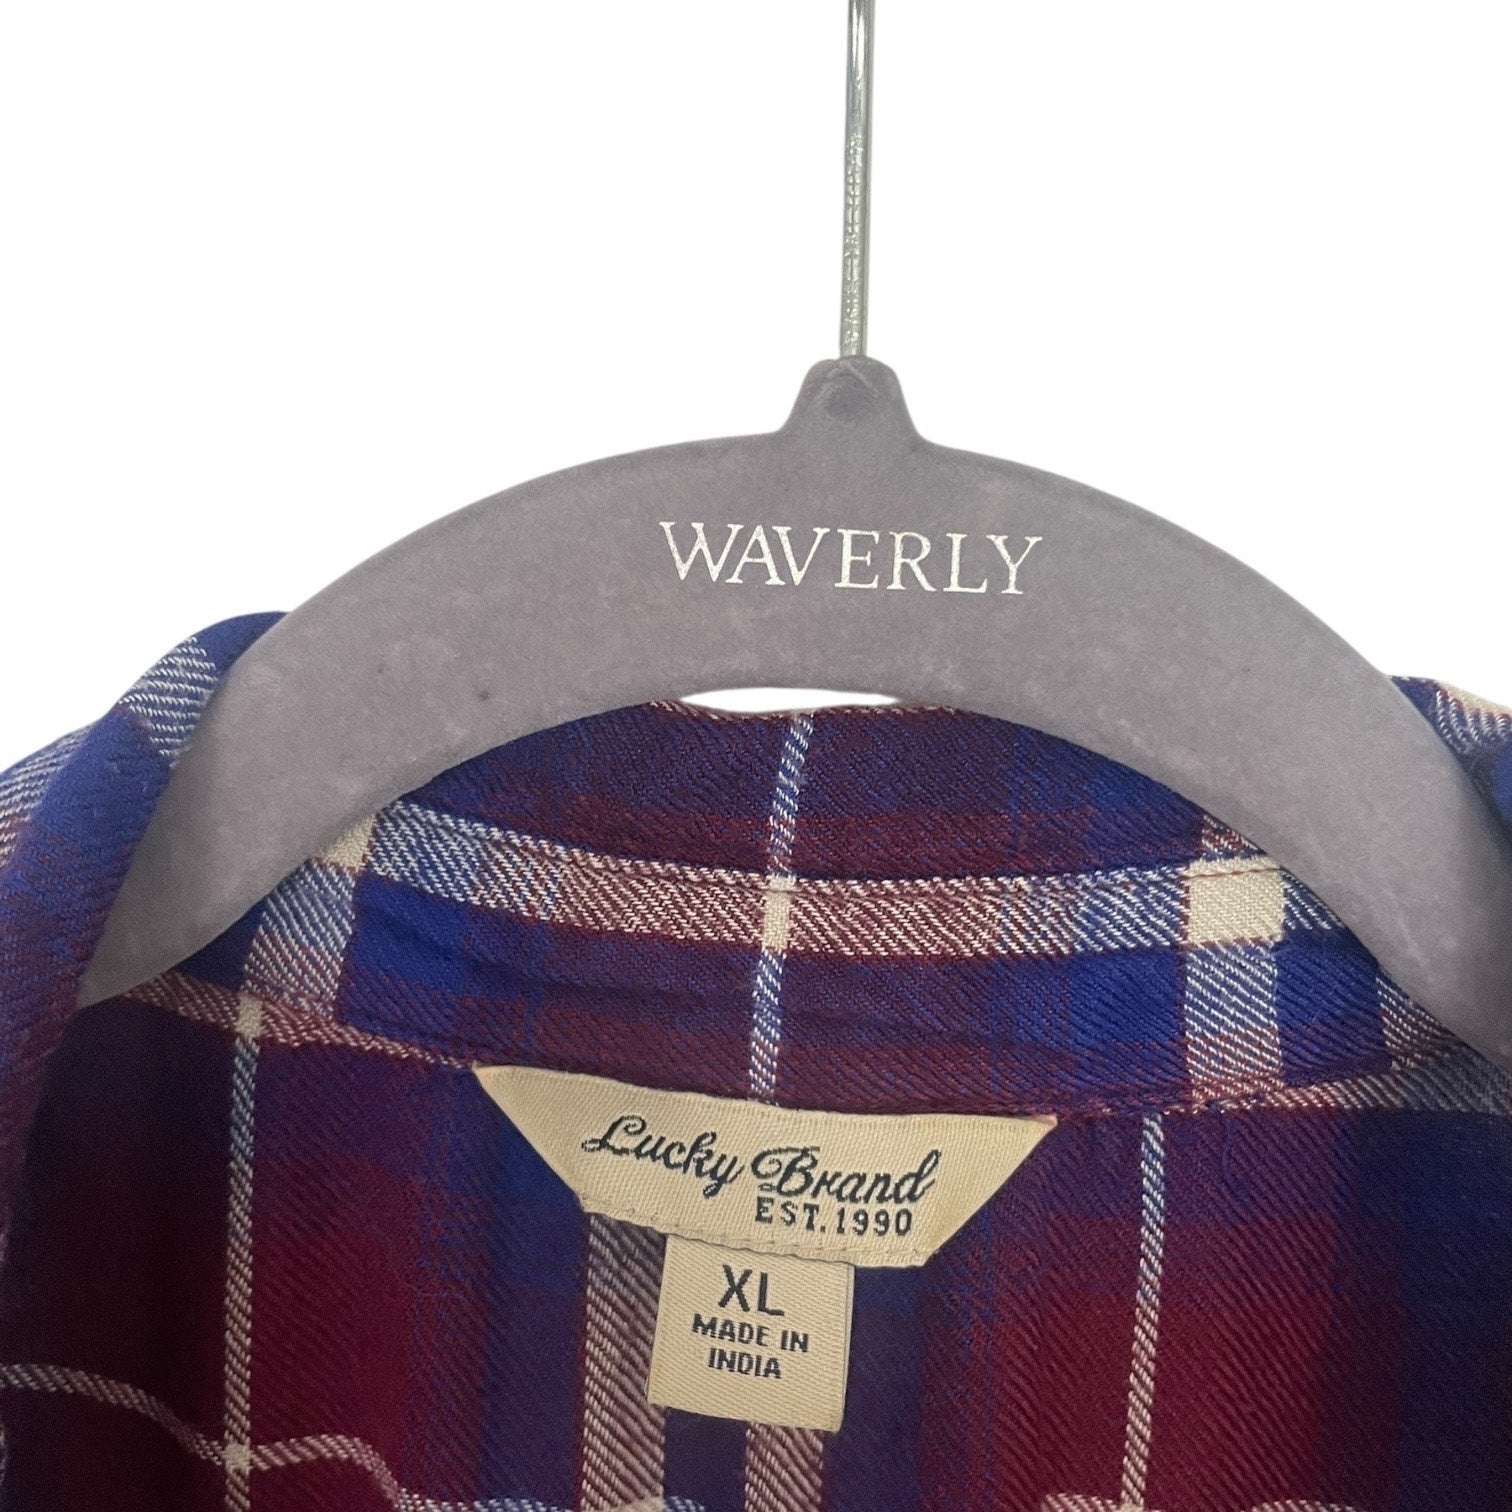 WAVERLY
Lucky Brand
EST. 1990
XL
MADE IN
INDIA